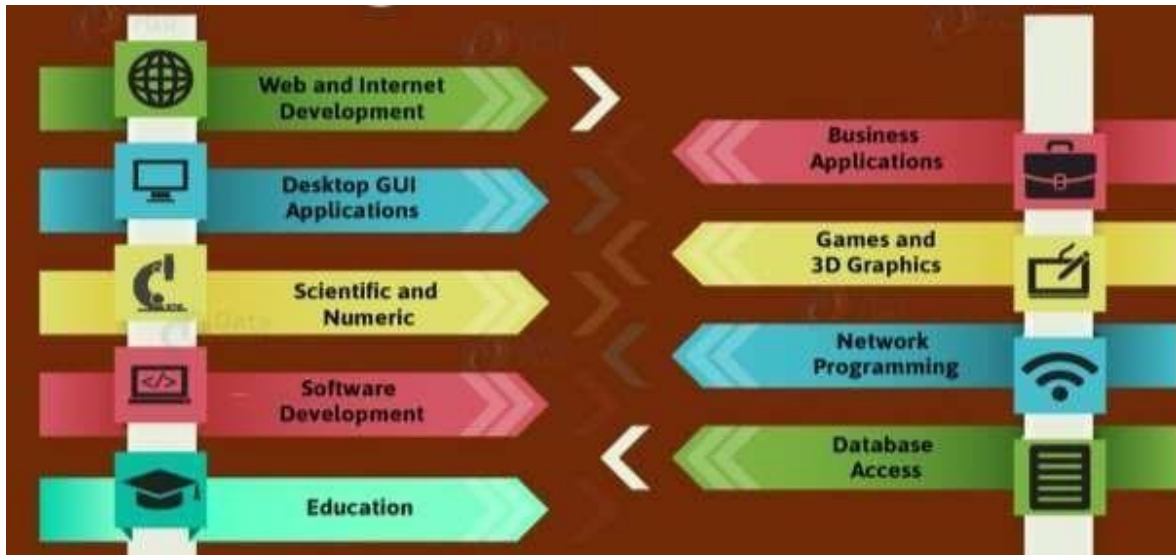 Web and Internet
Development
Desktop GUI
Applications
Scientific and
Numeric
</>
Software
Development
Education
Business
Applications
Games and
3D Graphics
Network
Programming
Database
Access